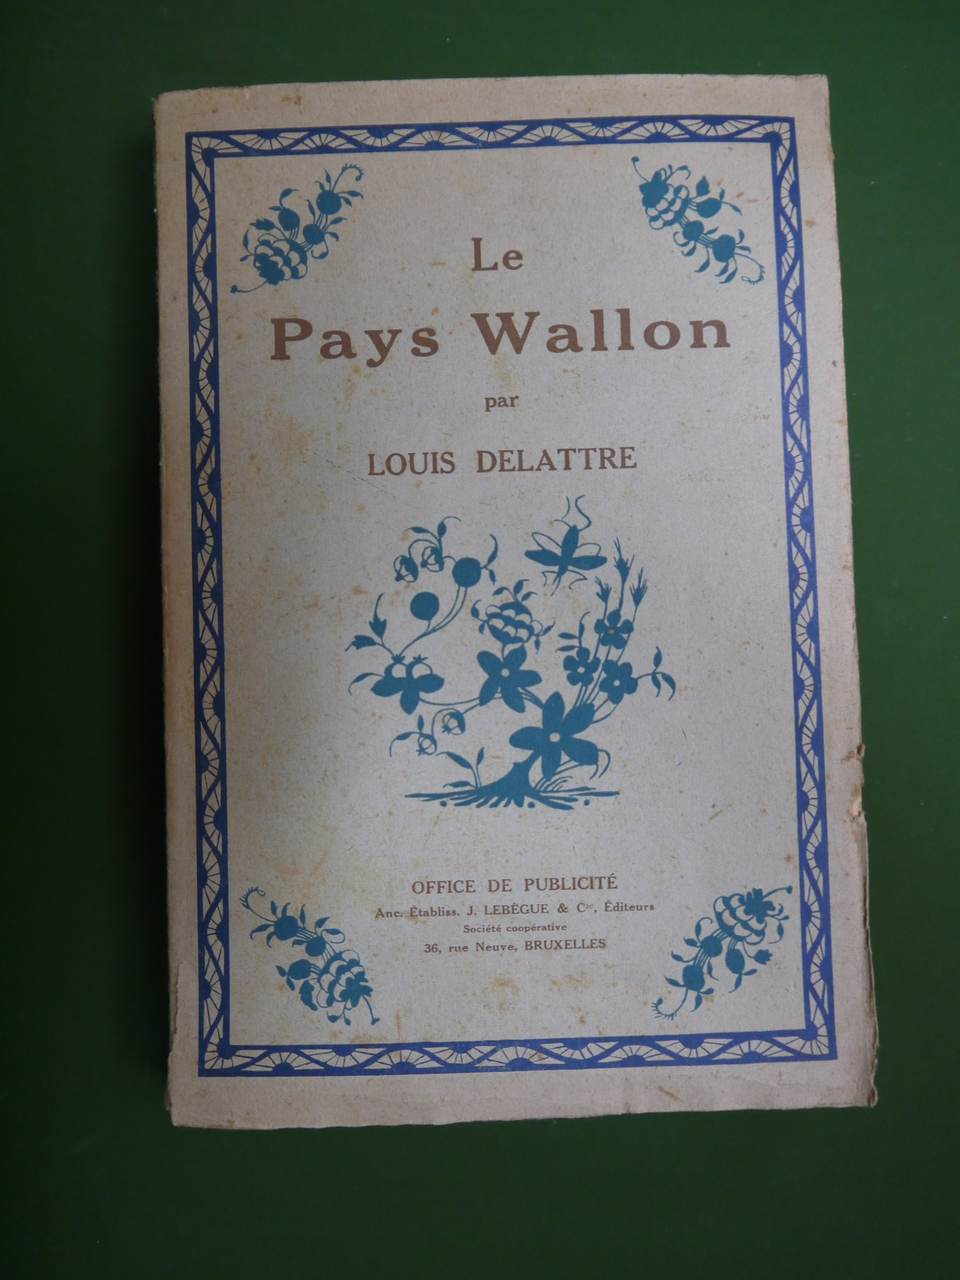 Le
Pays Wallon
par
LOUIS DELATTRE
OFFICE DE PUBLICITÉ
Anc. Établiss. J. LEBÈGUE & Cie, Éditeurs
Société coopérative
36, rue Neuve, BRUXELLES